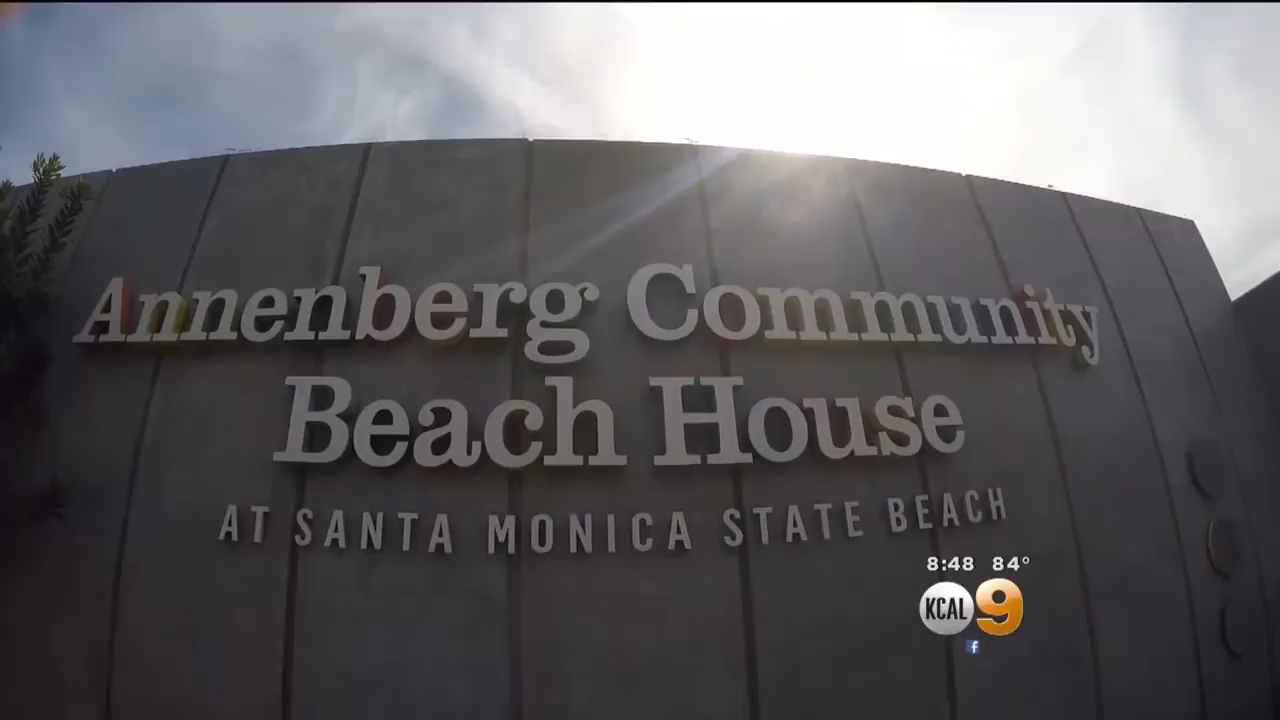 Annenberg Community
Beach House
AT SANTA MONICA STATE BEACH
8:48 84°
KCAL 9
f